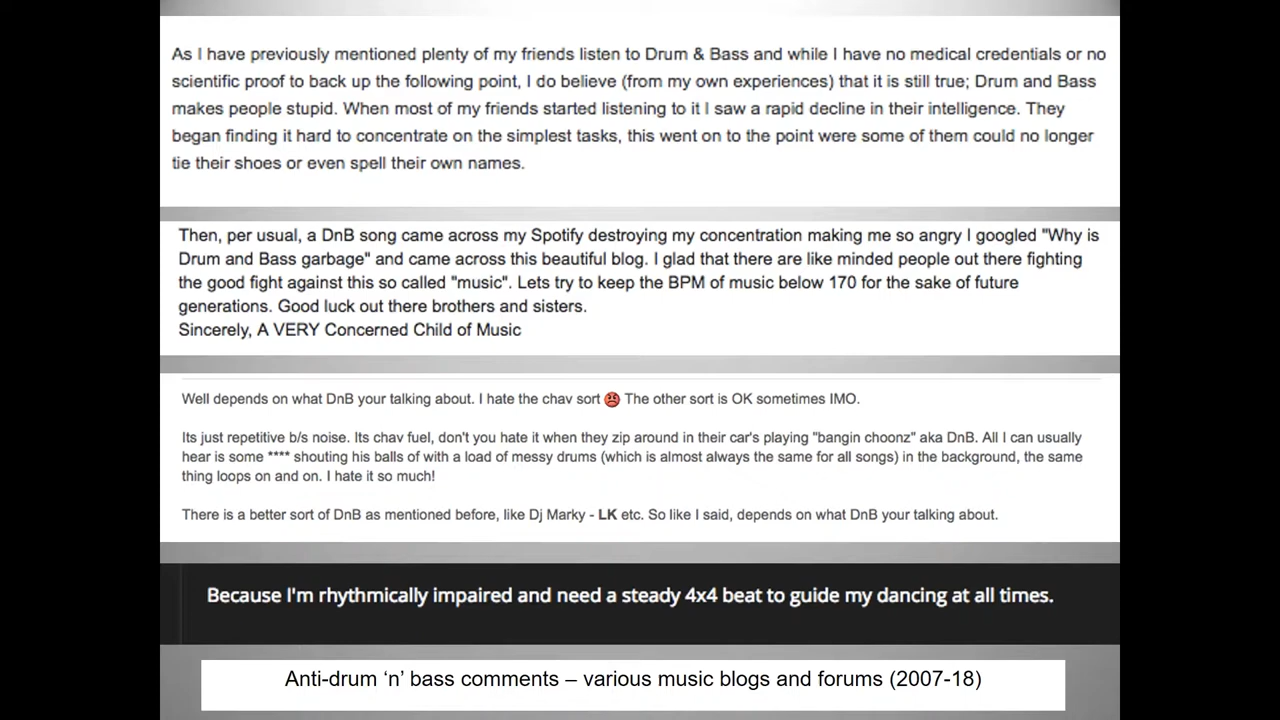 As I have previously mentioned plenty of my friends listen to Drum & Bass and while I have no medical credentials or no
scientific proof to back up the following point, I do believe (from my own experiences) that it is still true; Drum and Bass
makes people stupid. When most of my friends started listening to it I saw a rapid decline in their intelligence. They
began finding it hard to concentrate on the simplest tasks, this went on to the point were some of them could no longer
tie their shoes or even spell their own names.
Then, per usual, a DnB song came across my Spotify destroying my concentration making me so angry I googled "Why is
Drum and Bass garbage" and came across this beautiful blog. I glad that there are like minded people out there fighting
the good fight against this so called "music". Lets try to keep the BPM of music below 170 for the sake of future
generations. Good luck out there brothers and sisters.
Sincerely, A VERY Concerned Child of Music
Well depends on what DnB your talking about. I hate the chav sort 😡 The other sort is OK sometimes IMO.
Its just repetitive b/s noise. Its chav fuel, don't you hate it when they zip around in their car's playing "bangin choonz" aka DnB. All I can usually
hear is some **** shouting his balls of with a load of messy drums (which is almost always the same for all songs) in the background, the same
thing loops on and on. I hate it so much!
There is a better sort of DnB as mentioned before, like Dj Marky - LK etc. So like I said, depends on what DnB your talking about.
Because I'm rhythmically impaired and need a steady 4x4 beat to guide my dancing at all times.
Anti-drum ‘n’ bass comments – various music blogs and forums (2007-18)